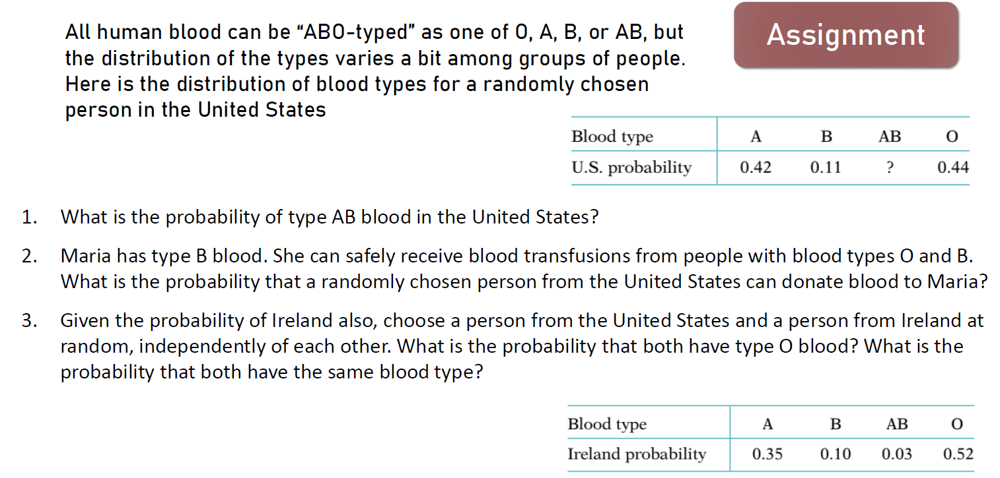 All human blood can be “ABO-typed” as one of O, A, B, or AB, but
the distribution of the types varies a bit among groups of people.
Here is the distribution of blood types for a randomly chosen
person in the United States
Assignment
Blood type A B AB O
U.S. probability 0.42 0.11 ? 0.44
1. What is the probability of type AB blood in the United States?
2. Maria has type B blood. She can safely receive blood transfusions from people with blood types O and B.
What is the probability that a randomly chosen person from the United States can donate blood to Maria?
3. Given the probability of Ireland also, choose a person from the United States and a person from Ireland at
random, independently of each other. What is the probability that both have type O blood? What is the
probability that both have the same blood type?
Blood type A B AB O
Ireland probability 0.35 0.10 0.03 0.52